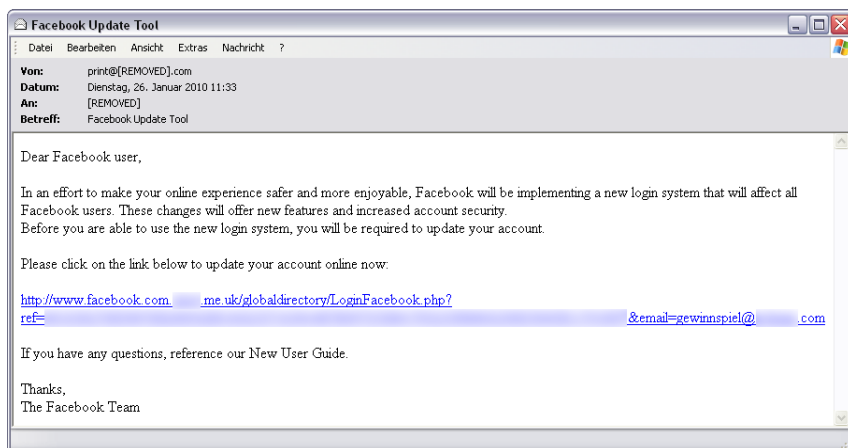 Facebook Update Tool
Datei Bearbeiten Ansicht Extras Nachricht ?
Von: print@[REMOVED].com
Datum: Dienstag, 26. Januar 2010 11:33
An: [REMOVED]
Betreff: Facebook Update Tool
Dear Facebook user,
In an effort to make your online experience safer and more enjoyable, Facebook will be implementing a new login system that will affect all
Facebook users. These changes will offer new features and increased account security.
Before you are able to use the new login system, you will be required to update your account.
Please click on the link below to update your account online now:
http://www.facebook.com. .me.uk/globaldirectory/LoginFacebook.php?
ref= &email=gewinnspiel@ .com
If you have any questions, reference our New User Guide.
Thanks,
The Facebook Team